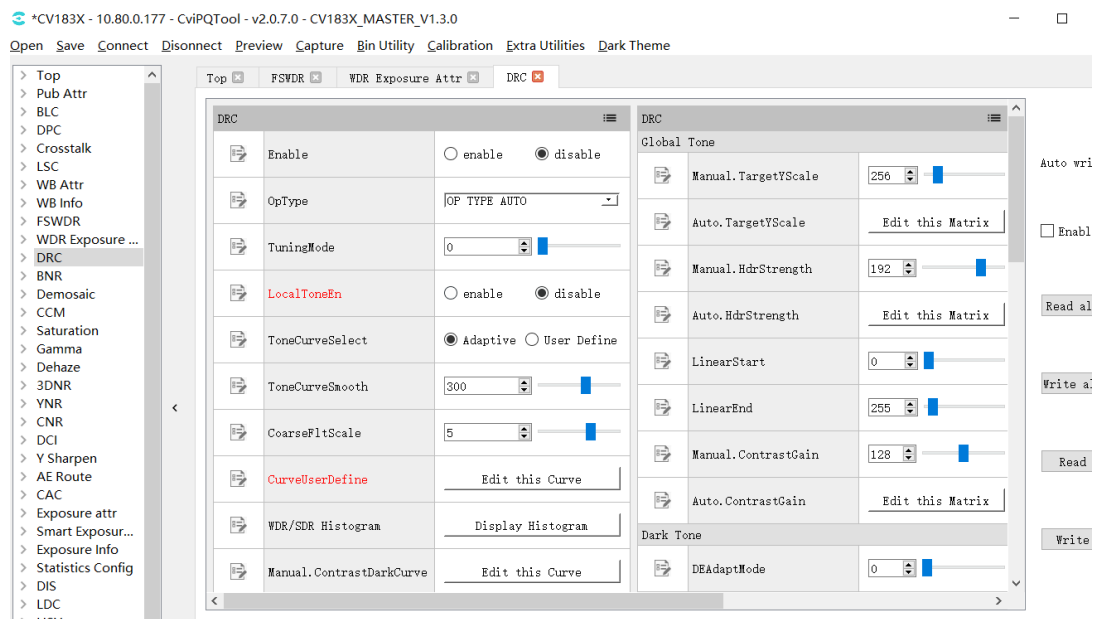 *CV183X - 10.80.0.177 - CviPQTool - v2.0.7.0 - CV183X_MASTER_V1.3.0
Open Save Connect Disonnect Preview Capture Bin Utility Calibration Extra Utilities Dark Theme
Top
Pub Attr
BLC
DPC
Crosstalk
LSC
WB Attr
WB Info
FSWDR
WDR Exposure ...
DRC
BNR
Demosaic
CCM
Saturation
Gamma
Dehaze
3DNR
YNR
CNR
DCI
Y Sharpen
AE Route
CAC
Exposure attr
Smart Exposur...
Exposure Info
Statistics Config
DIS
LDC
Top FSWDR WDR Exposure Attr DRC
DRC
Enable enable disable
OpType OP TYPE AUTO
TuningMode 0
LocalToneEn enable disable
ToneCurveSelect Adaptive User Define
ToneCurveSmooth 300
CoarseFltScale 5
CurveUserDefine Edit this Curve
WDR/SDR Histogram Display Histogram
Manual.ContrastDarkCurve Edit this Curve
DRC
Global Tone
Manual.TargetYScale 256
Auto.TargetYScale Edit this Matrix
Manual.HdrStrength 192
Auto.HdrStrength Edit this Matrix
LinearStart 0
LinearEnd 255
Manual.ContrastGain 128
Auto.ContrastGain Edit this Matrix
Dark Tone
DEAdaptMode 0
Auto wri
Enabl
Read al
Write al
Read
Write